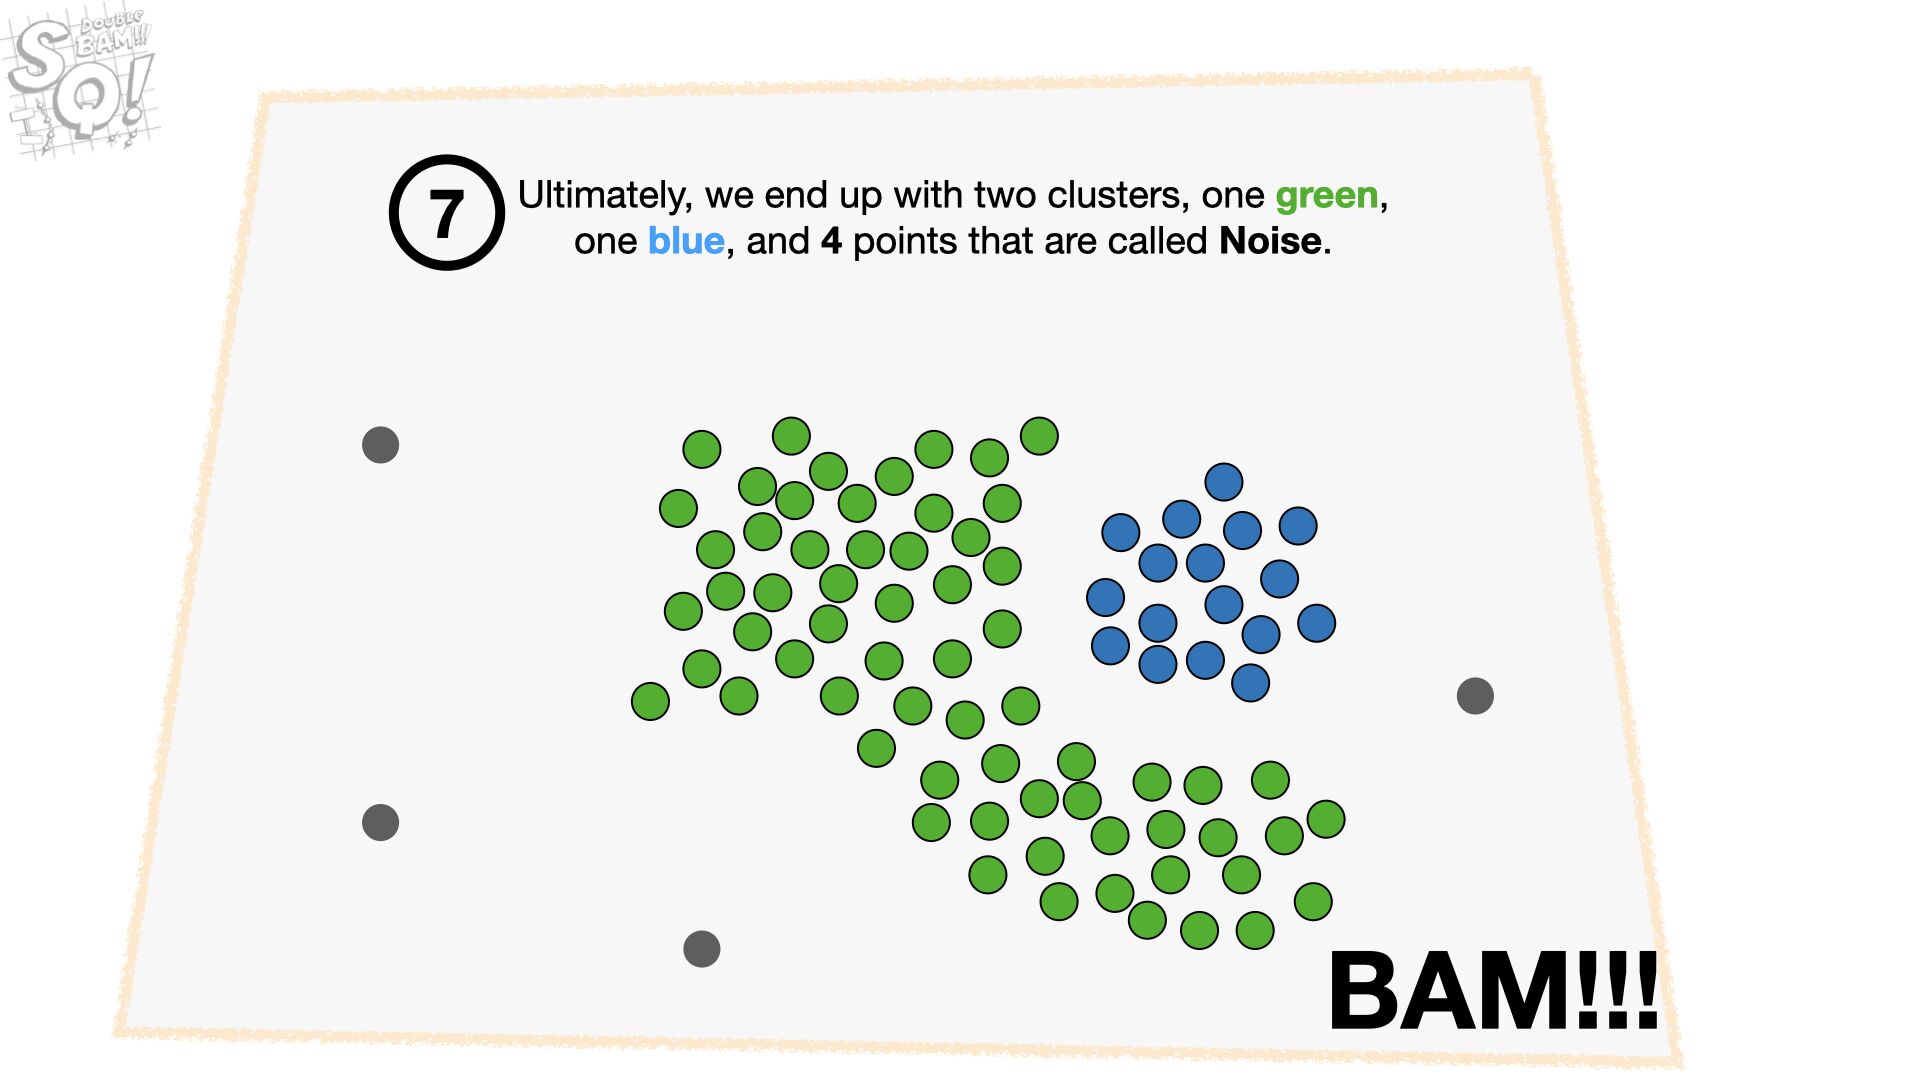 DOUBLE
BAM!!!
SQ!
7
Ultimately, we end up with two clusters, one green,
one blue, and 4 points that are called Noise.
BAM!!!